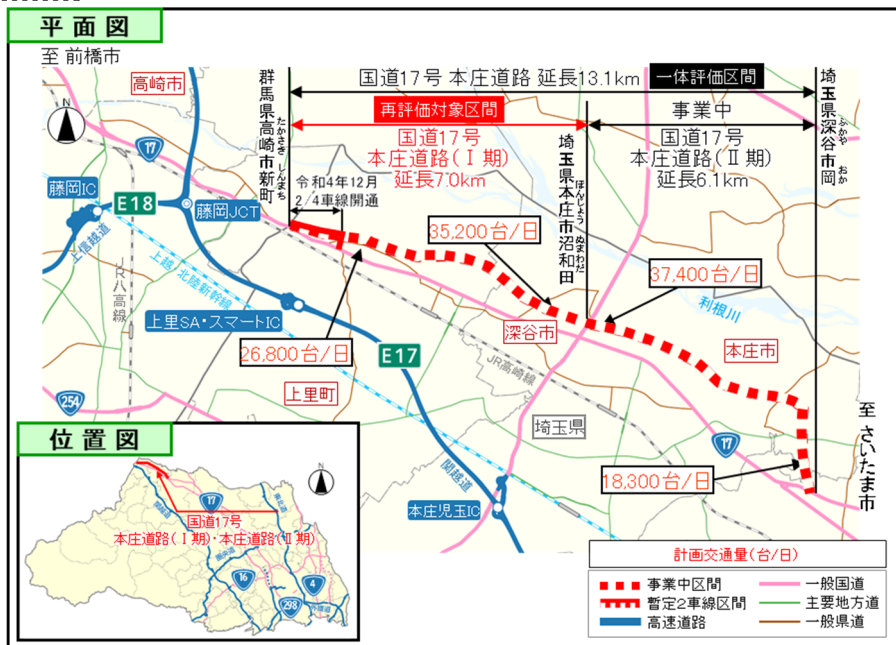 平面図
至 前橋市
高崎市
群馬県高崎市新町
たかさき しんまち
国道17号 本庄道路 延長13.1km
一体評価区間
再評価対象区間
国道17号
本庄道路(Ⅰ期)
延長7.0km
事業中
国道17号
本庄道路(Ⅱ期)
延長6.1km
埼玉県本庄市沼和田
ほんじょう ぬまわだ
埼玉県深谷市岡
ふかや おか
N
17
令和4年12月
2/4車線開通
藤岡IC
E18
藤岡JCT
上信越道
JR八高線
上越・北陸新幹線
35,200台/日
37,400台/日
利根川
上里SA・スマートIC
26,800台/日
深谷市
本庄市
E17
JR高崎線
254
上里町
埼玉県
17
至 さいたま市
18,300台/日
関越道
本庄児玉IC
位置図
N
17
国道17号
本庄道路(Ⅰ期)・本庄道路(Ⅱ期)
関越道
東北道
圏央道
16
4
298
外環道
計画交通量(台/日)
事業中区間
一般国道
暫定2車線区間
主要地方道
高速道路
一般県道